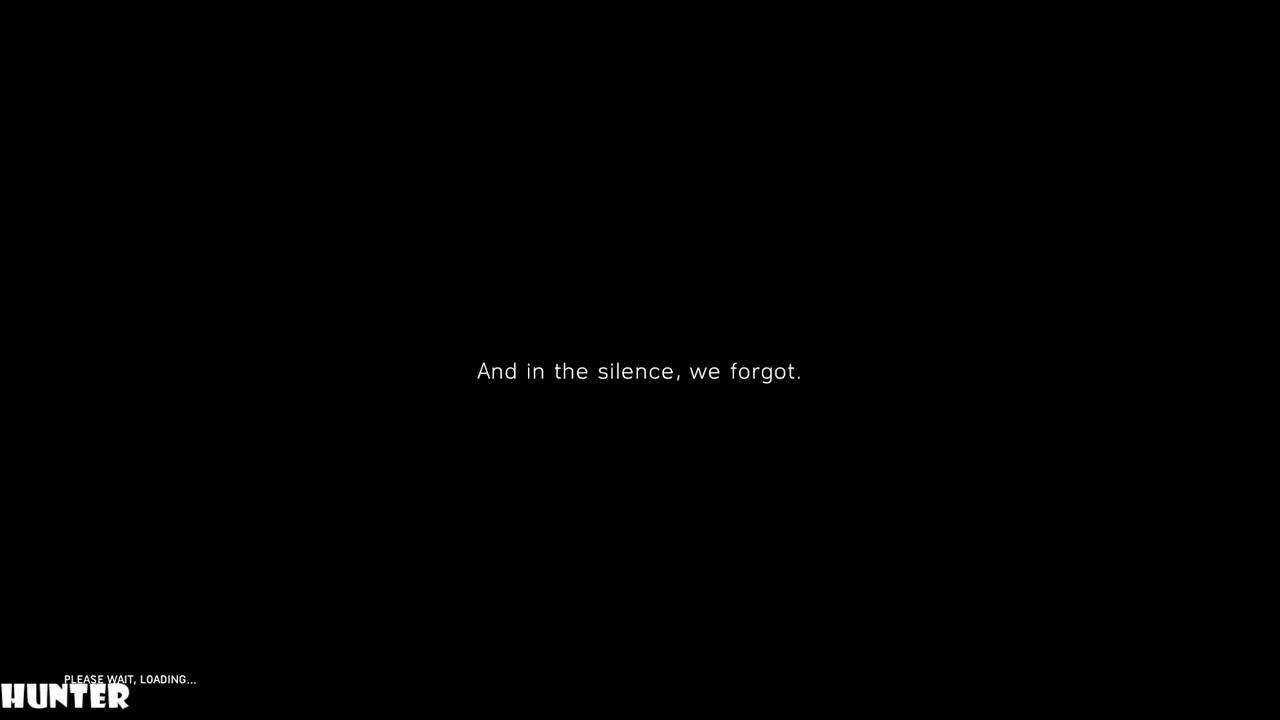 And in the silence, we forgot.
PLEASE WAIT, LOADING...
HUNTER